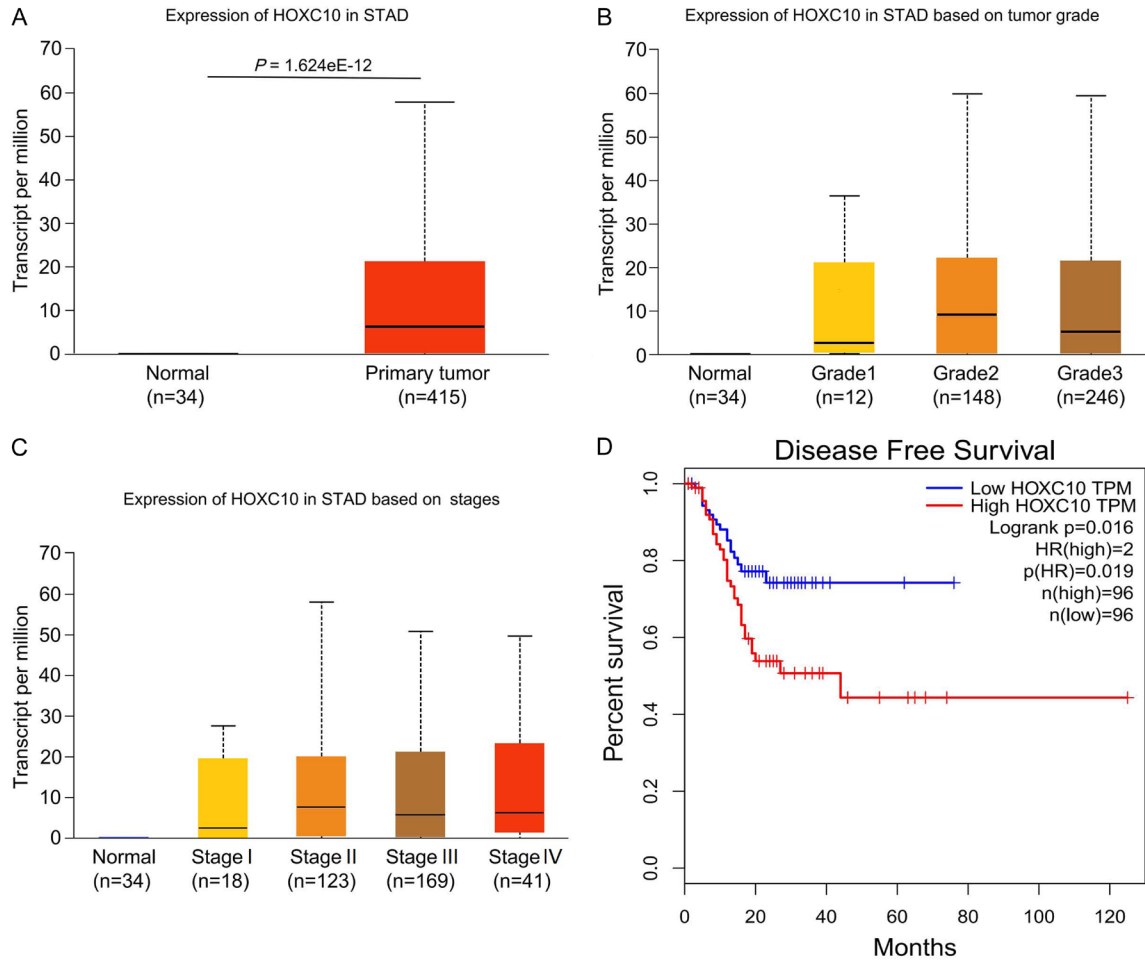 A
Expression of HOXC10 in STAD
P = 1.624eE-12
Transcript per million
70
60
50
40
30
20
10
0
Normal
(n=34)
Primary tumor
(n=415)
B
Expression of HOXC10 in STAD based on tumor grade
Transcript per million
70
60
50
40
30
20
10
0
Normal
(n=34)
Grade1
(n=12)
Grade2
(n=148)
Grade3
(n=246)
C
Expression of HOXC10 in STAD based on stages
Transcript per million
70
60
50
40
30
20
10
0
Normal
(n=34)
Stage I
(n=18)
Stage II
(n=123)
Stage III
(n=169)
Stage IV
(n=41)
D
Disease Free Survival
Low HOXC10 TPM
High HOXC10 TPM
Logrank p=0.016
HR(high)=2
p(HR)=0.019
n(high)=96
n(low)=96
Percent survival
1.0
0.8
0.6
0.4
0.2
0.0
0 20 40 60 80 100 120
Months